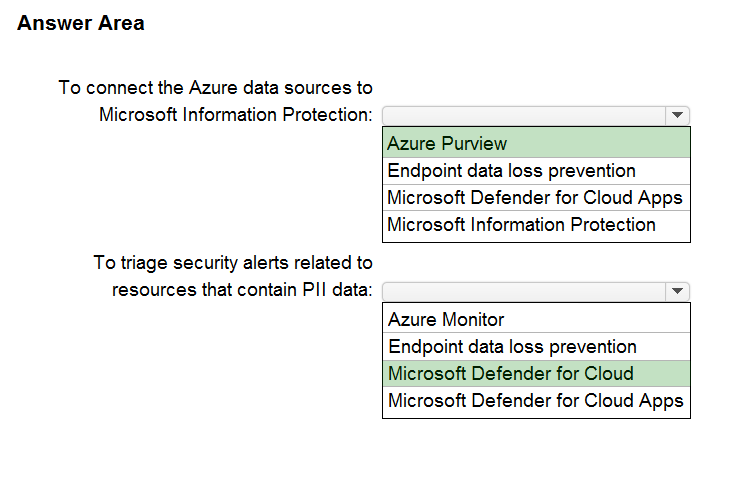 Answer Area
To connect the Azure data sources to
Microsoft Information Protection:
Azure Purview
Endpoint data loss prevention
Microsoft Defender for Cloud Apps
Microsoft Information Protection
To triage security alerts related to
resources that contain PII data:
Azure Monitor
Endpoint data loss prevention
Microsoft Defender for Cloud
Microsoft Defender for Cloud Apps